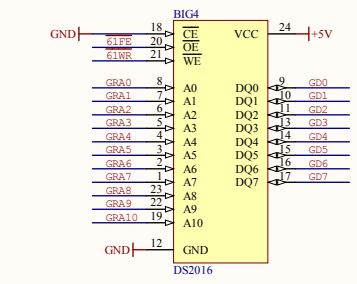 BIG4
GND 18 CE VCC 24 +5V
61FE 20 OE
61WR 21 WE
GRA0 8 A0 DQ0 9 GD0
GRA1 7 A1 DQ1 10 GD1
GRA2 6 A2 DQ2 11 GD2
GRA3 5 A3 DQ3 13 GD3
GRA4 4 A4 DQ4 14 GD4
GRA5 3 A5 DQ5 15 GD5
GRA6 2 A6 DQ6 16 GD6
GRA7 1 A7 DQ7 17 GD7
GRA8 23 A8
GRA9 22 A9
GRA10 19 A10
GND 12 GND
DS2016